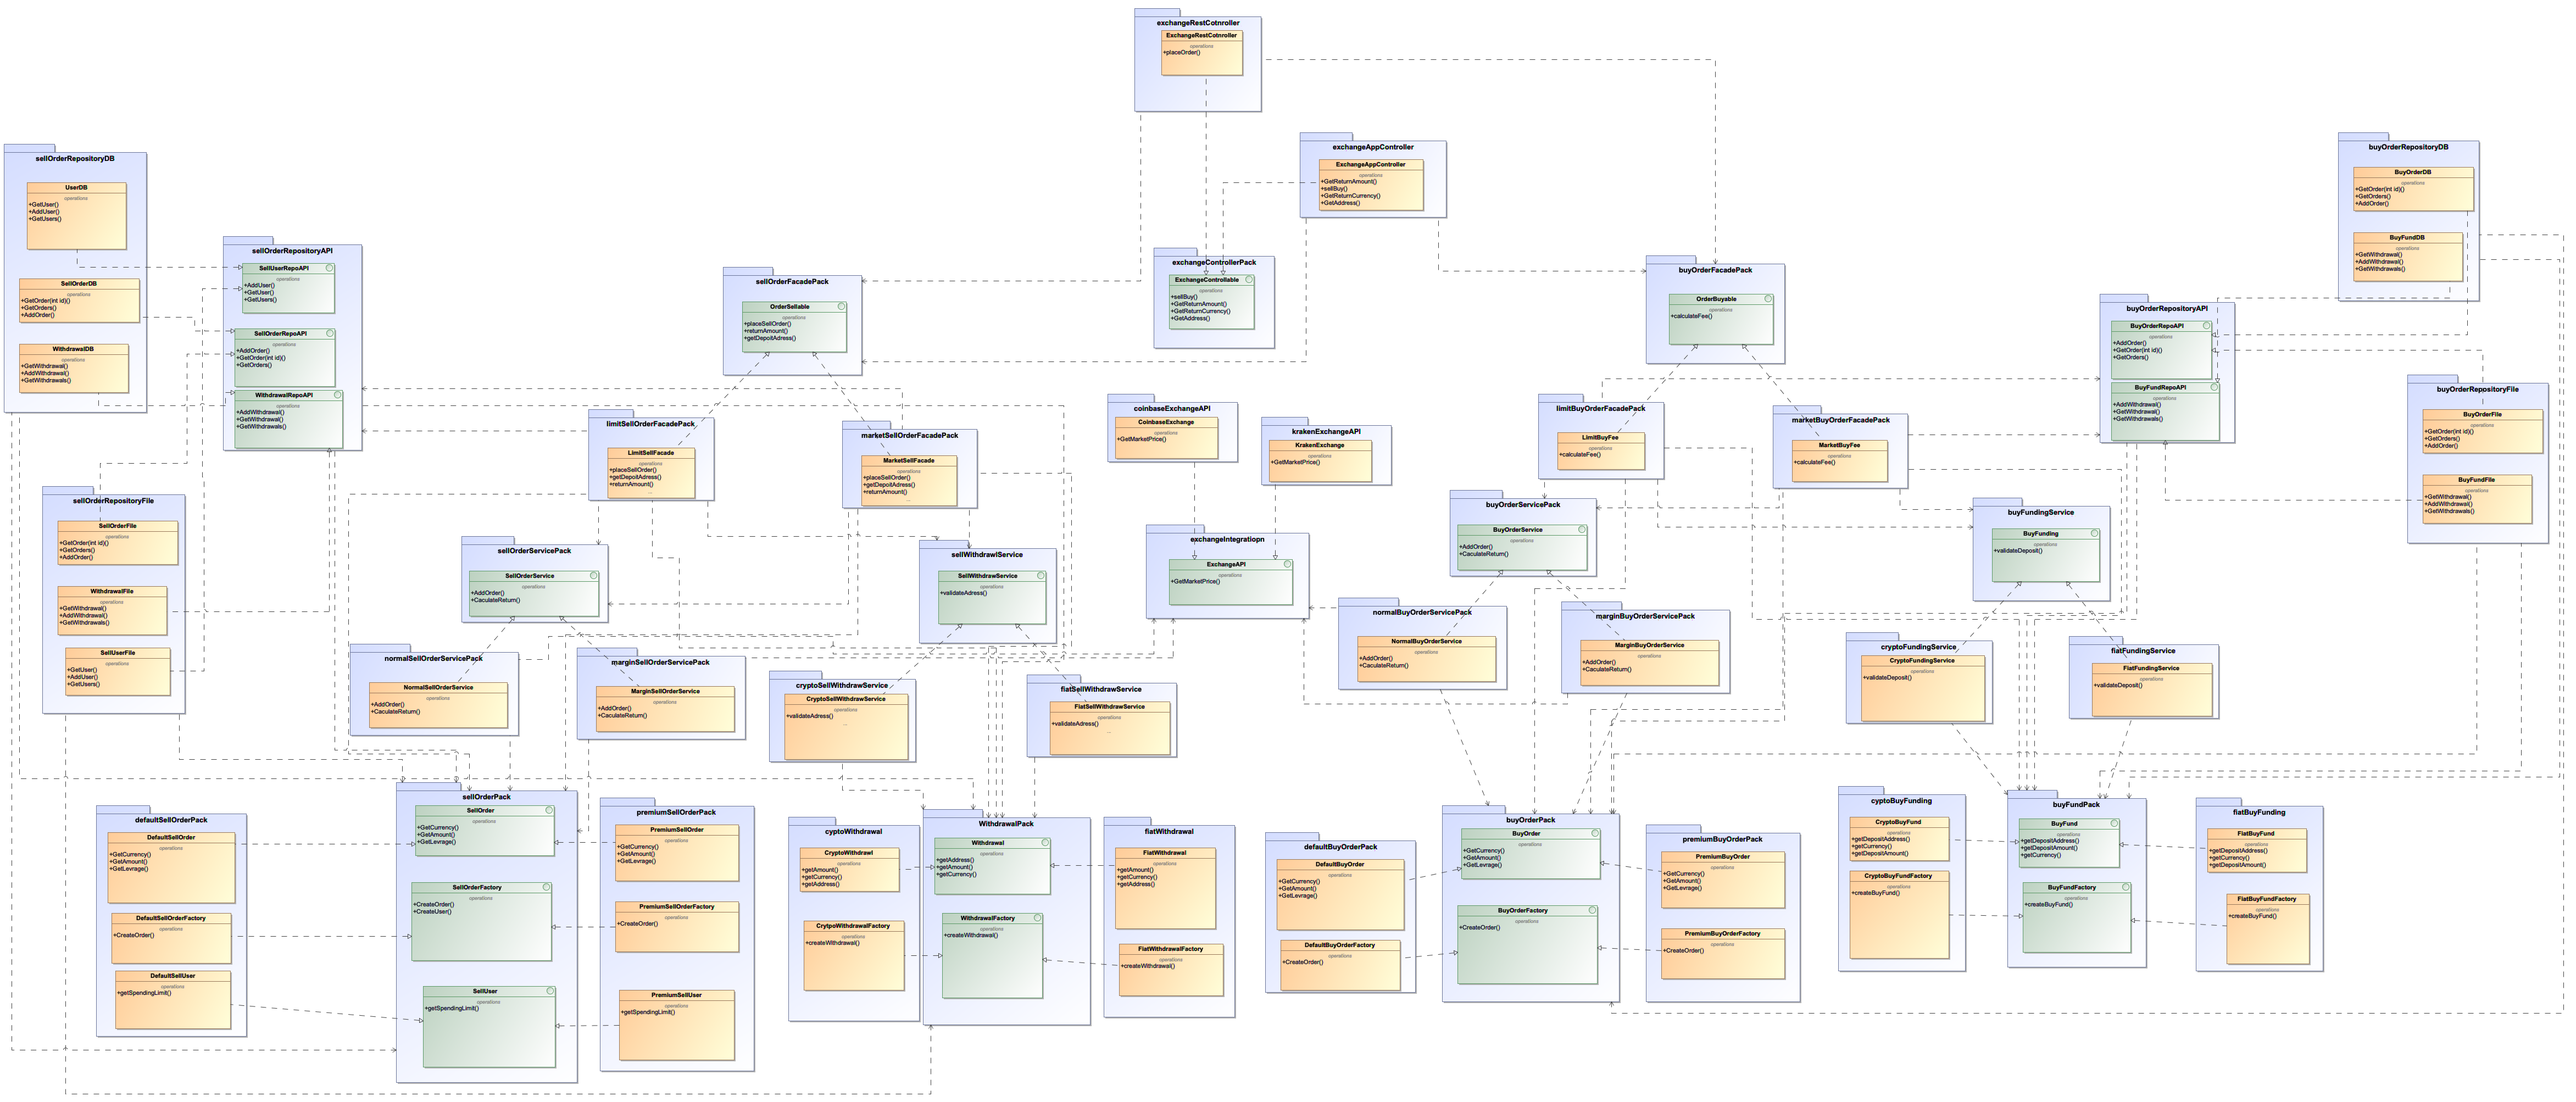 exchangeRestCotnroller
ExchangeRestCotnroller
operations
+placeOrder()
exchangeAppController
ExchangeAppController
operations
+GetReturnAmount()
+sellBuy()
+GetReturnCurrency()
+GetAddress()
exchangeControllerPack
ExchangeControllable
operations
+sellBuy()
+GetReturnAmount()
+GetReturnCurrency()
+GetAddress()
sellOrderRepositoryDB
UserDB
operations
+GetUser()
+AddUser()
+GetUsers()
SellOrderDB
operations
+GetOrder(int id)()
+GetOrders()
+AddOrder()
WithdrawalDB
operations
+GetWithdrawal()
+AddWithdrawal()
+GetWithdrawals()
sellOrderRepositoryAPI
SellUserRepoAPI
operations
+AddUser()
+GetUser()
+GetUsers()
SellOrderRepoAPI
operations
+AddOrder()
+GetOrder(int id)()
+GetOrders()
WithdrawalRepoAPI
operations
+AddWithdrawal()
+GetWithdrawal()
+GetWithdrawals()
sellOrderFacadePack
OrderSellable
operations
+placeSellOrder()
+returnAmount()
+getDepoitAdress()
buyOrderFacadePack
OrderBuyable
operations
+calculateFee()
buyOrderRepositoryDB
BuyOrderDB
operations
+GetOrder(int id)()
+GetOrders()
+AddOrder()
BuyFundDB
operations
+GetWithdrawal()
+AddWithdrawal()
+GetWithdrawals()
buyOrderRepositoryAPI
BuyOrderRepoAPI
operations
+AddOrder()
+GetOrder(int id)()
+GetOrders()
BuyFundRepoAPI
operations
+AddWithdrawal()
+GetWithdrawal()
+GetWithdrawals()
buyOrderRepositoryFile
BuyOrderFile
operations
+GetOrder(int id)()
+GetOrders()
+AddOrder()
BuyFundFile
operations
+GetWithdrawal()
+AddWithdrawal()
+GetWithdrawals()
limitSellOrderFacadePack
LimitSellFacade
operations
+placeSellOrder()
+getDepoitAdress()
+returnAmount()
...
marketSellOrderFacadePack
MarketSellFacade
operations
+placeSellOrder()
+getDepoitAdress()
+returnAmount()
...
coinbaseExchangeAPI
CoinbaseExchange
operations
+GetMarketPrice()
krakenExchangeAPI
KrakenExchange
operations
+GetMarketPrice()
limitBuyOrderFacadePack
LimitBuyFee
operations
+calculateFee()
marketBuyOrderFacadePack
MarketBuyFee
operations
+calculateFee()
sellOrderRepositoryFile
SellOrderFile
operations
+GetOrder(int id)()
+GetOrders()
+AddOrder()
WithdrawalFile
operations
+GetWithdrawal()
+AddWithdrawal()
+GetWithdrawals()
SellUserFile
operations
+GetUser()
+AddUser()
+GetUsers()
sellOrderServicePack
SellOrderService
operations
+AddOrder()
+CaculateReturn()
sellWithdrawlService
SellWithdrawService
operations
+validateAdress()
exchangeIntegratiopn
ExchangeAPI
operations
+GetMarketPrice()
buyOrderServicePack
BuyOrderService
operations
+AddOrder()
+CaculateReturn()
buyFundingService
BuyFunding
operations
+validateDeposit()
normalSellOrderServicePack
NormalSellOrderService
operations
+AddOrder()
+CaculateReturn()
marginSellOrderServicePack
MarginSellOrderService
operations
+AddOrder()
+CaculateReturn()
cryptoSellWithdrawService
CryptoSellWithdrawService
operations
+validateAdress()
...
fiatSellWithdrawService
FiatSellWithdrawService
operations
+validateAdress()
...
normalBuyOrderServicePack
NormalBuyOrderService
operations
+AddOrder()
+CaculateReturn()
marginBuyOrderServicePack
MarginBuyOrderService
operations
+AddOrder()
+CaculateReturn()
cryptoFundingService
CryptoFundingService
operations
+validateDeposit()
fiatFundingService
FiatFundingService
operations
+validateDeposit()
defaultSellOrderPack
DefaultSellOrder
operations
+GetCurrency()
+GetAmount()
+GetLevrage()
DefaultSellOrderFactory
operations
+CreateOrder()
DefaultSellUser
operations
+getSpendingLimit()
sellOrderPack
SellOrder
operations
+GetCurrency()
+GetAmount()
+GetLevrage()
SellOrderFactory
operations
+CreateOrder()
+CreateUser()
SellUser
operations
+getSpendingLimit()
premiumSellOrderPack
PremiumSellOrder
operations
+GetCurrency()
+GetAmount()
+GetLevrage()
PremiumSellOrderFactory
operations
+CreateOrder()
PremiumSellUser
operations
+getSpendingLimit()
cyptoWithdrawal
CryptoWithdrawl
operations
+getAmount()
+getCurrency()
+getAddress()
CrytpoWithdrawalFactory
operations
+createWithdrawal()
WithdrawalPack
Withdrawal
operations
+getAddress()
+getAmount()
+getCurrency()
WithdrawalFactory
operations
+createWithdrawal()
fiatWithdrawal
FiatWithdrawal
operations
+getAmount()
+getCurrency()
+getAddress()
FiatWithdrawalFactory
operations
+createWithdrawal()
defaultBuyOrderPack
DefaultBuyOrder
operations
+GetCurrency()
+GetAmount()
+GetLevrage()
DefaultBuyOrderFactory
operations
+CreateOrder()
buyOrderPack
BuyOrder
operations
+GetCurrency()
+GetAmount()
+GetLevrage()
BuyOrderFactory
operations
+CreateOrder()
premiumBuyOrderPack
PremiumBuyOrder
operations
+GetCurrency()
+GetAmount()
+GetLevrage()
PremiumBuyOrderFactory
operations
+CreateOrder()
cyptoBuyFunding
CryptoBuyFund
operations
+getDepositAddress()
+getCurrency()
+getDepositAmount()
CryptoBuyFundFactory
operations
+createBuyFund()
buyFundPack
BuyFund
operations
+getDepositAddress()
+getDepositAmount()
+getCurrency()
BuyFundFactory
operations
+createBuyFund()
fiatBuyFunding
FiatBuyFund
operations
+getDepositAddress()
+getCurrency()
+getDepositAmount()
FiatBuyFundFactory
operations
+createBuyFund()